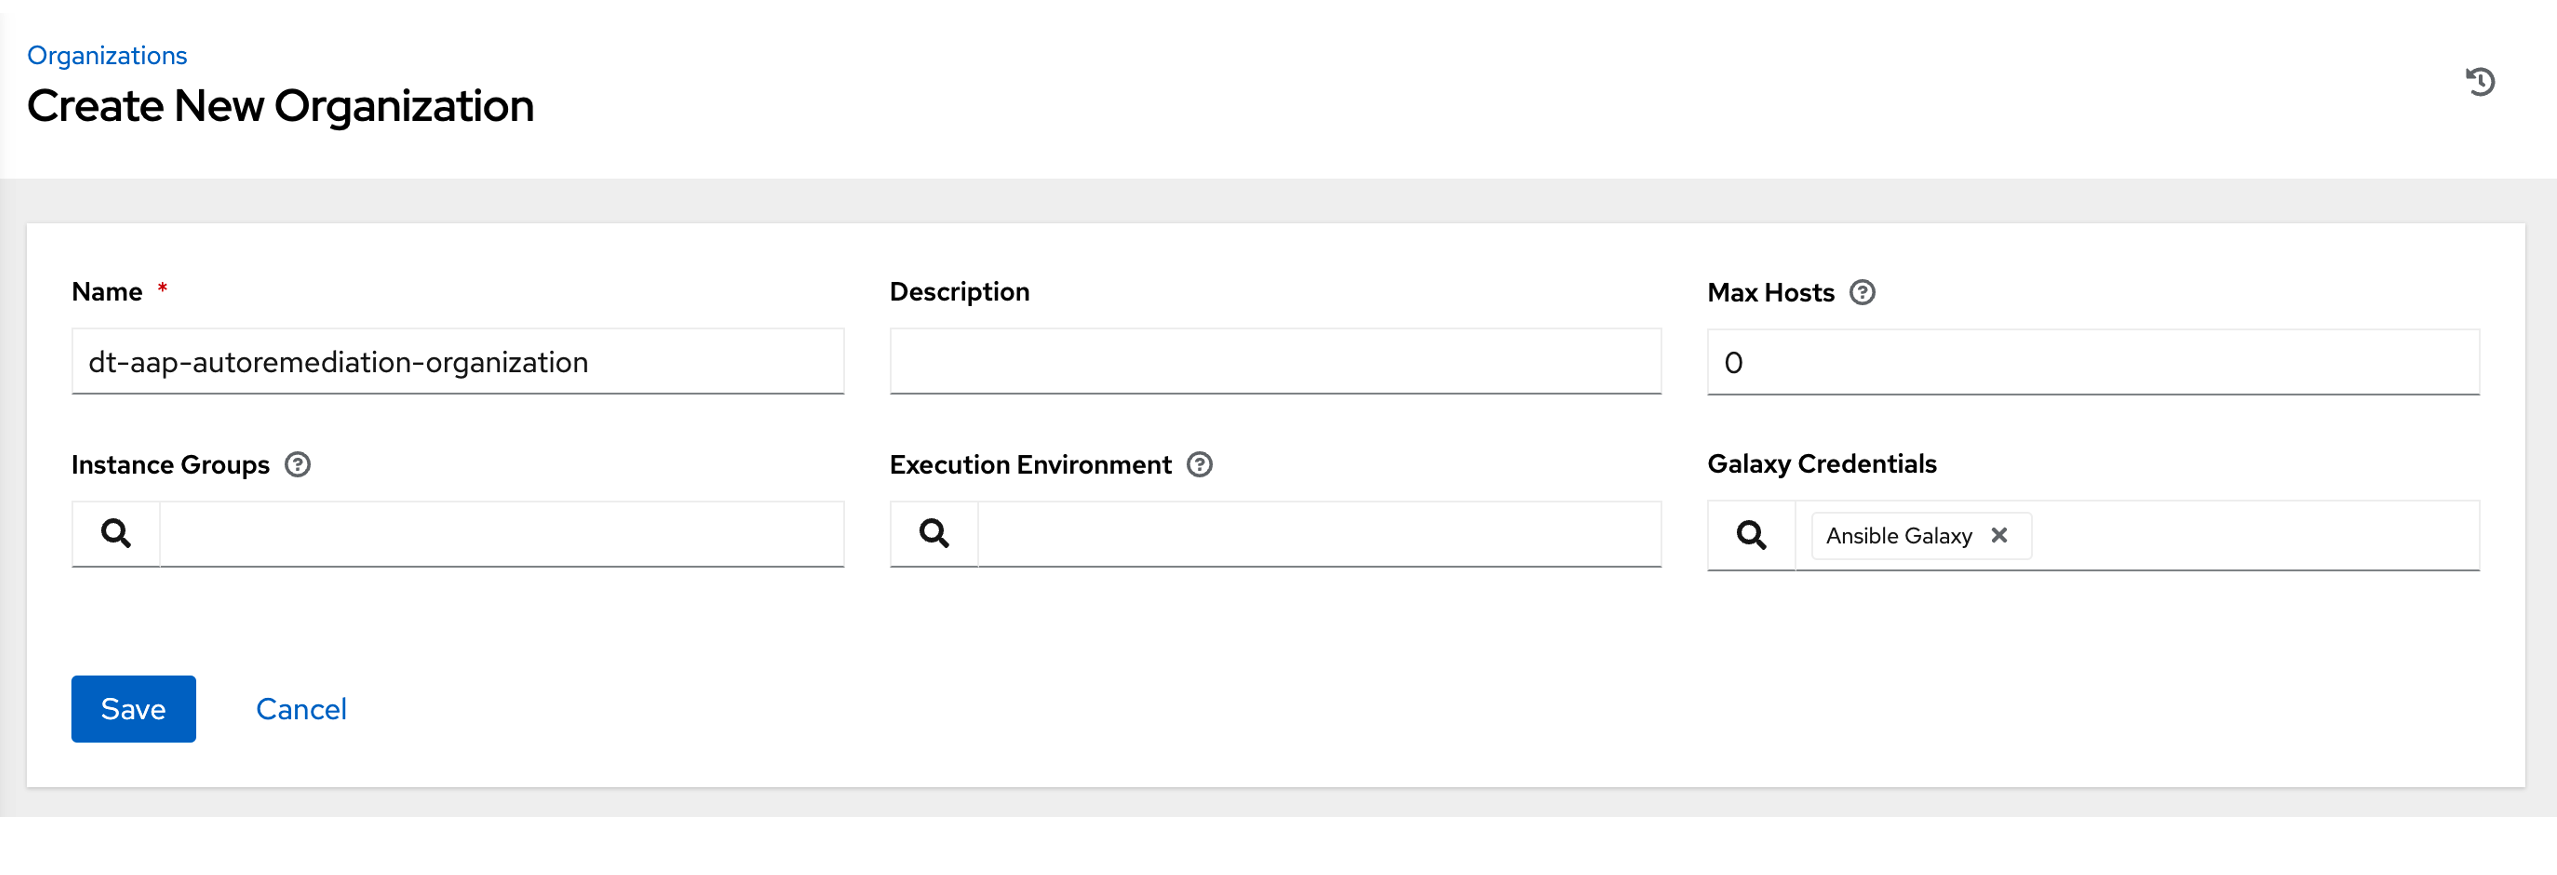 Organizations
Create New Organization
Name *
Description
Max Hosts
dt-aap-autoremediation-organization
0
Instance Groups
Execution Environment
Galaxy Credentials
Ansible Galaxy
Save
Cancel